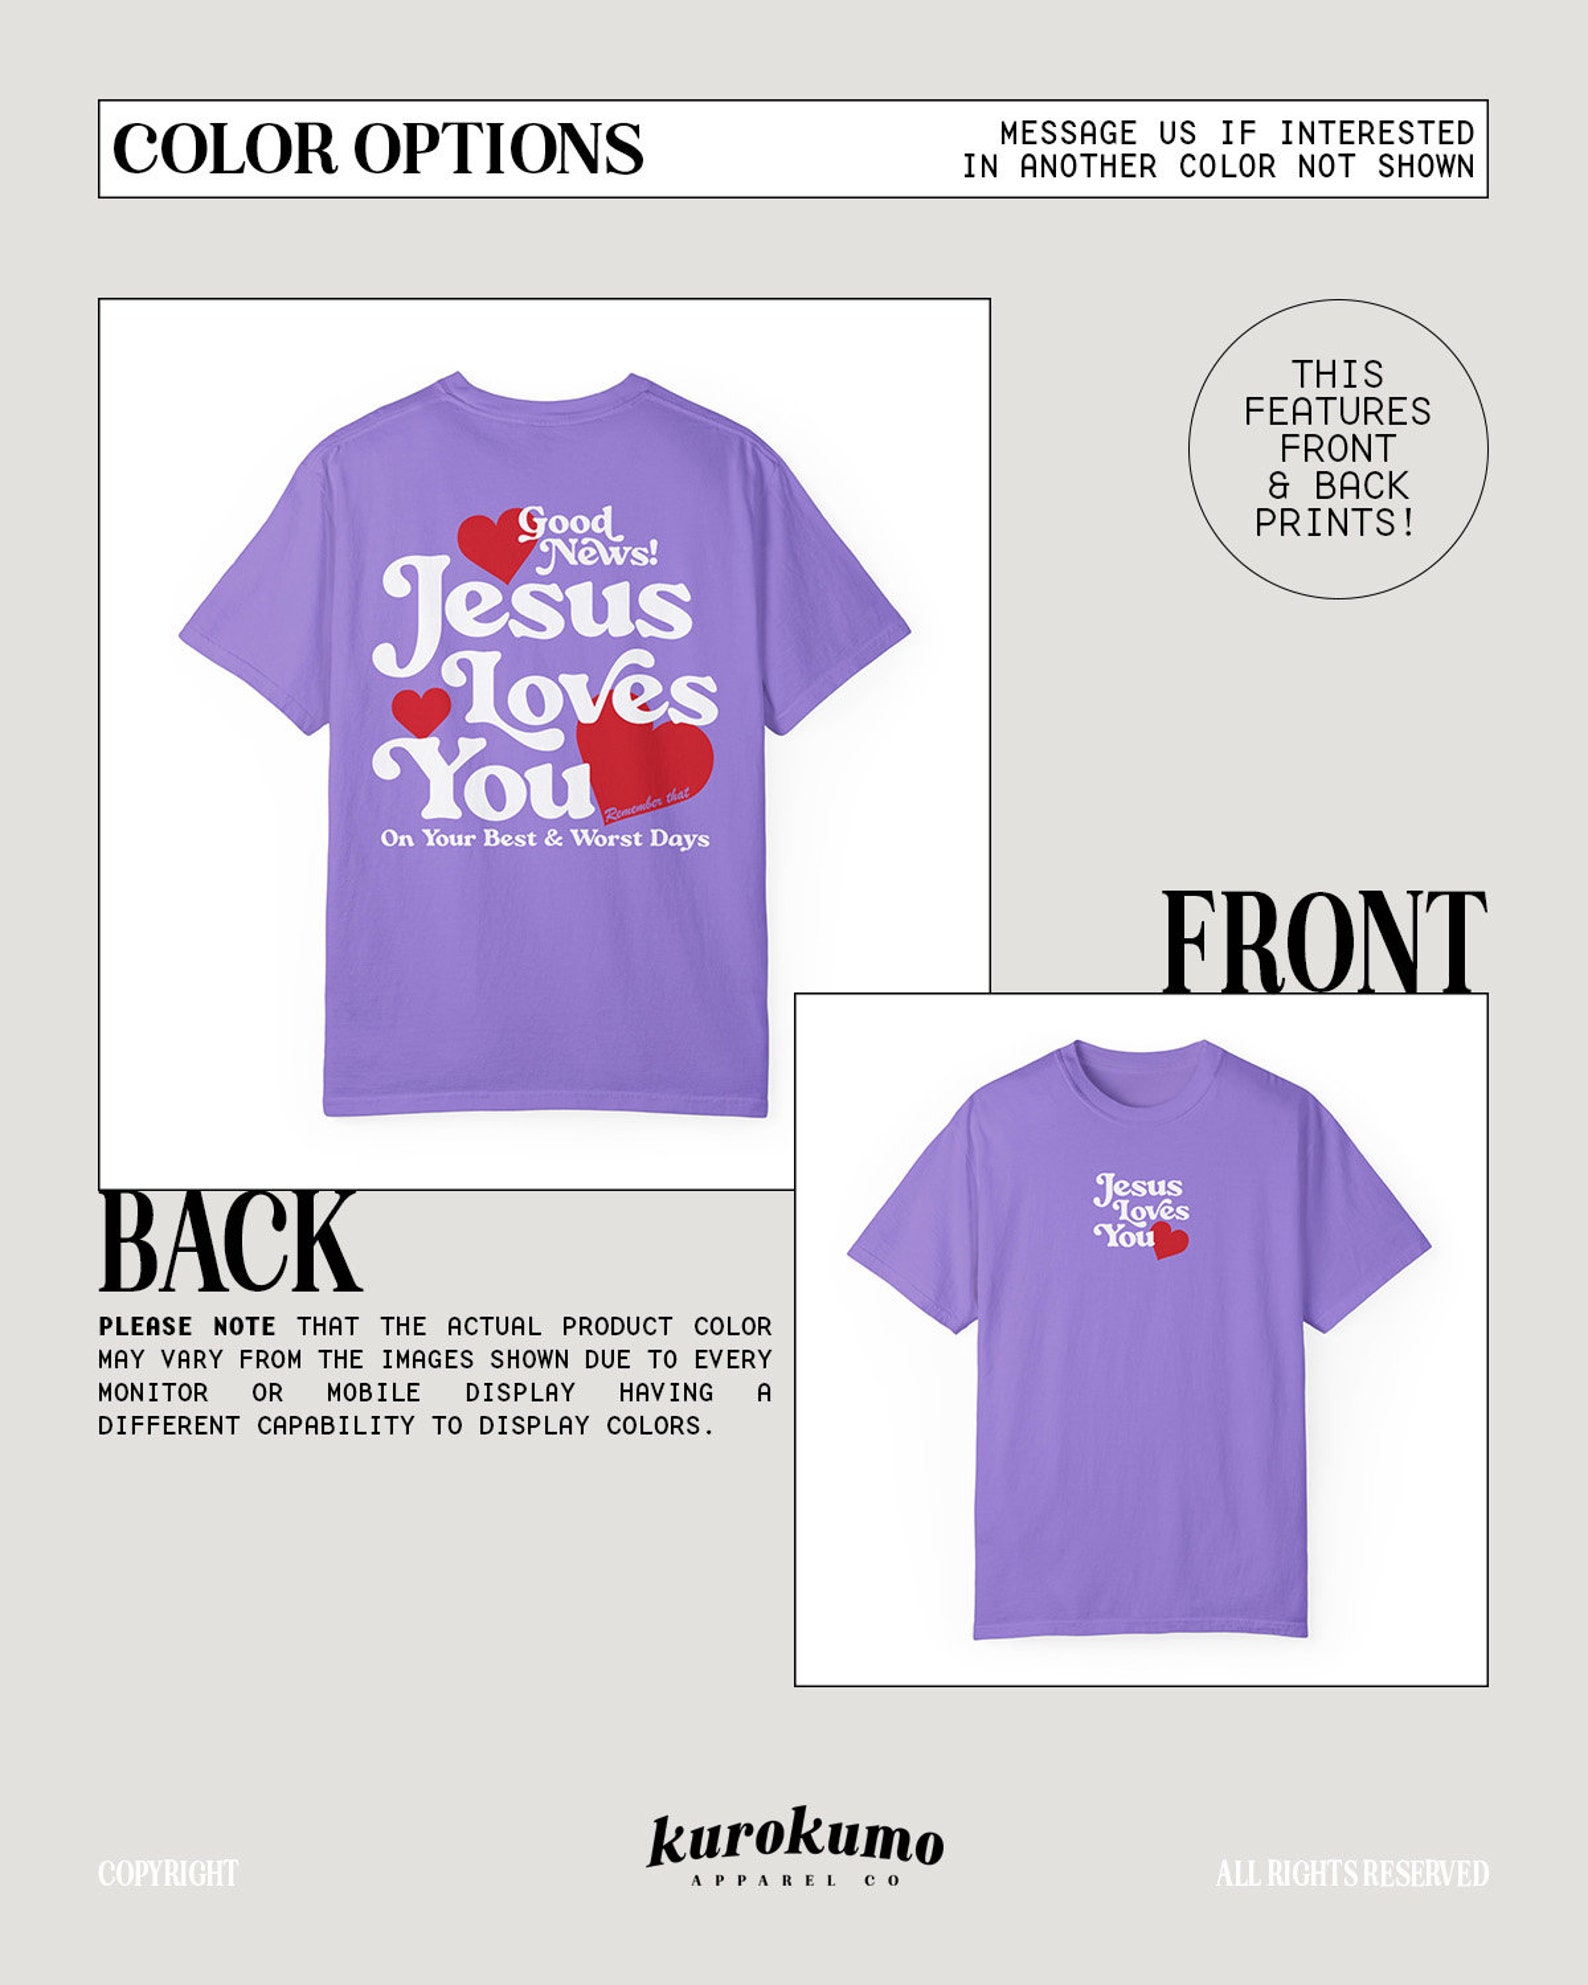 COLOR OPTIONS
MESSAGE US IF INTERESTED
IN ANOTHER COLOR NOT SHOWN
THIS
FEATURES
FRONT
& BACK
PRINTS!
Good
News!
Jesus
Loves
You
Remember that
On Your Best & Worst Days
BACK
PLEASE NOTE THAT THE ACTUAL PRODUCT COLOR
MAY VARY FROM THE IMAGES SHOWN DUE TO EVERY
MONITOR OR MOBILE DISPLAY HAVING A
DIFFERENT CAPABILITY TO DISPLAY COLORS.
FRONT
Jesus
Loves
You
COPYRIGHT
kurokumo
APPAREL CO
ALL RIGHTS RESERVED